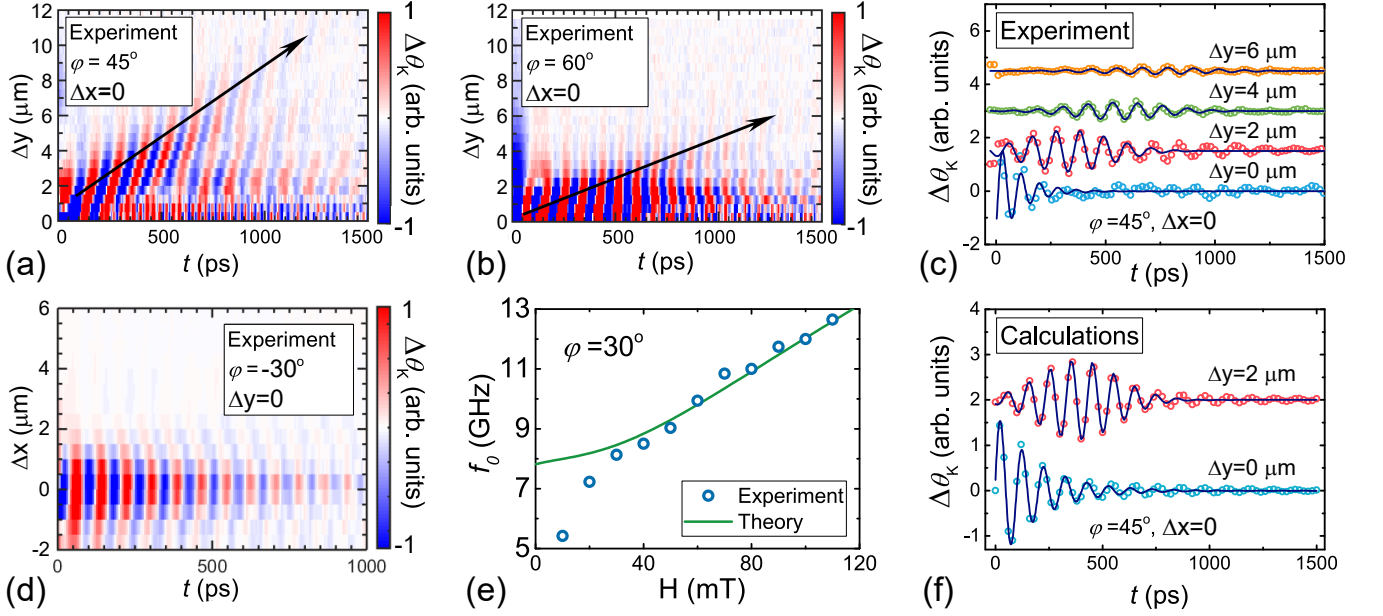 12
10
8
6
4
2
0
Δy (μm)
Experiment
φ = 45°
Δx=0
0
500
1000
1500
t (ps)
(a)
1
-1
Δθ_K (arb. units)
12
10
8
6
4
2
0
Δy (μm)
Experiment
φ = 60°
Δx=0
0
500
1000
1500
t (ps)
(b)
1
-1
Δθ_K (arb. units)
6
4
2
0
-2
Δθ_K (arb. units)
Experiment
Δy=6 μm
Δy=4 μm
Δy=2 μm
Δy=0 μm
φ =45°, Δx=0
0
500
1000
1500
t (ps)
(c)
6
4
2
0
-2
Δx (μm)
Experiment
φ = -30°
Δy=0
0
500
1000
t (ps)
(d)
1
-1
Δθ_K (arb. units)
13
11
9
7
5
f_0 (GHz)
φ =30°
Experiment
Theory
0
40
80
120
H (mT)
(e)
4
3
2
1
0
-1
Δθ_K (arb. units)
Calculations
Δy=2 μm
Δy=0 μm
φ =45°, Δx=0
0
500
1000
1500
t (ps)
(f)